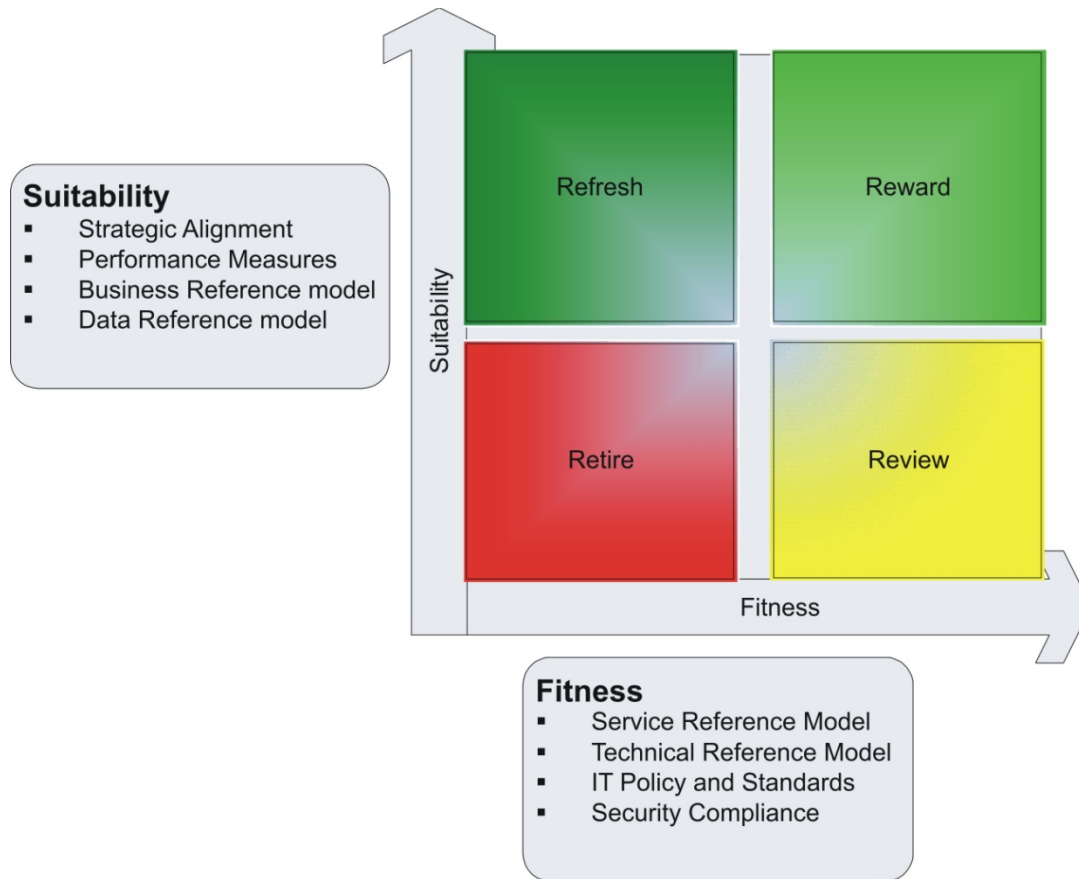 Refresh
Reward
Suitability
▪ Strategic Alignment
▪ Performance Measures
▪ Business Reference model
▪ Data Reference model
Suitability
Retire
Review
Fitness
Fitness
▪ Service Reference Model
▪ Technical Reference Model
▪ IT Policy and Standards
▪ Security Compliance